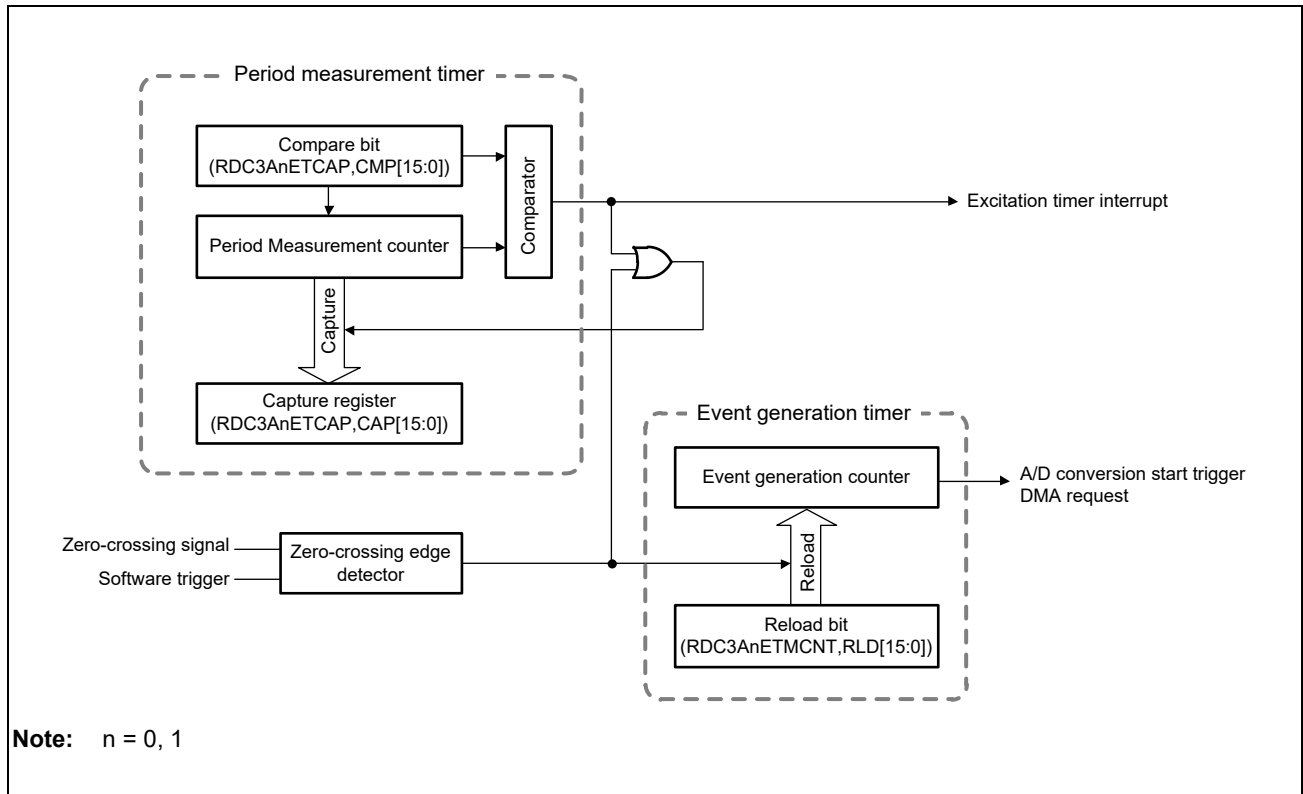 Period measurement timer
Compare bit
(RDC3AnETCAP,CMP[15:0])
Comparator
Period Measurement counter
Excitation timer interrupt
Capture
Capture register
(RDC3AnETCAP,CAP[15:0])
Event generation timer
Event generation counter
A/D conversion start trigger
DMA request
Zero-crossing signal
Software trigger
Zero-crossing edge
detector
Reload
Reload bit
(RDC3AnETMCNT,RLD[15:0])
Note: n = 0, 1